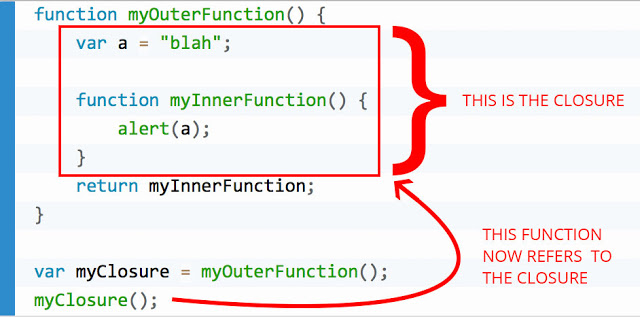 function myOuterFunction() {
var a = "blah";
function myInnerFunction() {
alert(a);
}
return myInnerFunction;
}
var myClosure = myOuterFunction();
myClosure();
THIS IS THE CLOSURE
THIS FUNCTION
NOW REFERS TO
THE CLOSURE